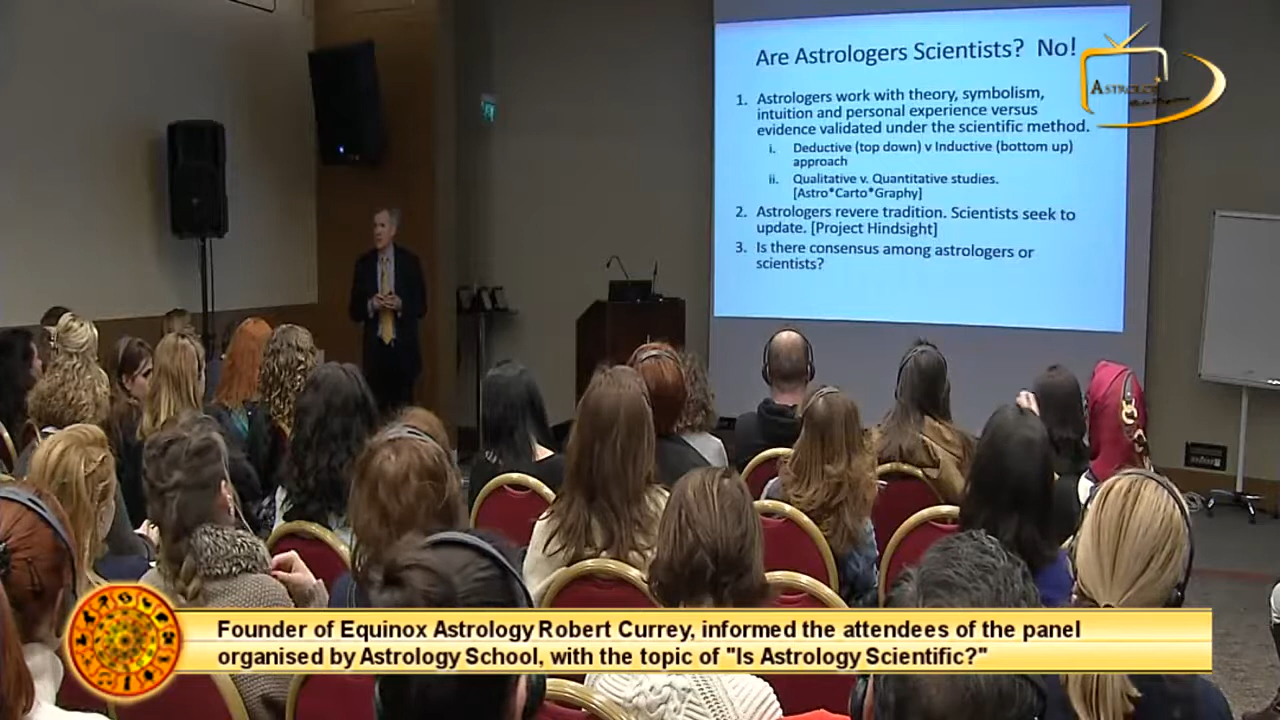 Are Astrologers Scientists? No!
1. Astrologers work with theory, symbolism,
intuition and personal experience versus
evidence validated under the scientific method.
i. Deductive (top down) v Inductive (bottom up)
approach
ii. Qualitative v. Quantitative studies.
[Astro*Carto*Graphy]
2. Astrologers revere tradition. Scientists seek to
update. [Project Hindsight]
3. Is there consensus among astrologers or
scientists?
Founder of Equinox Astrology Robert Currey, informed the attendees of the panel
organised by Astrology School, with the topic of "Is Astrology Scientific?"